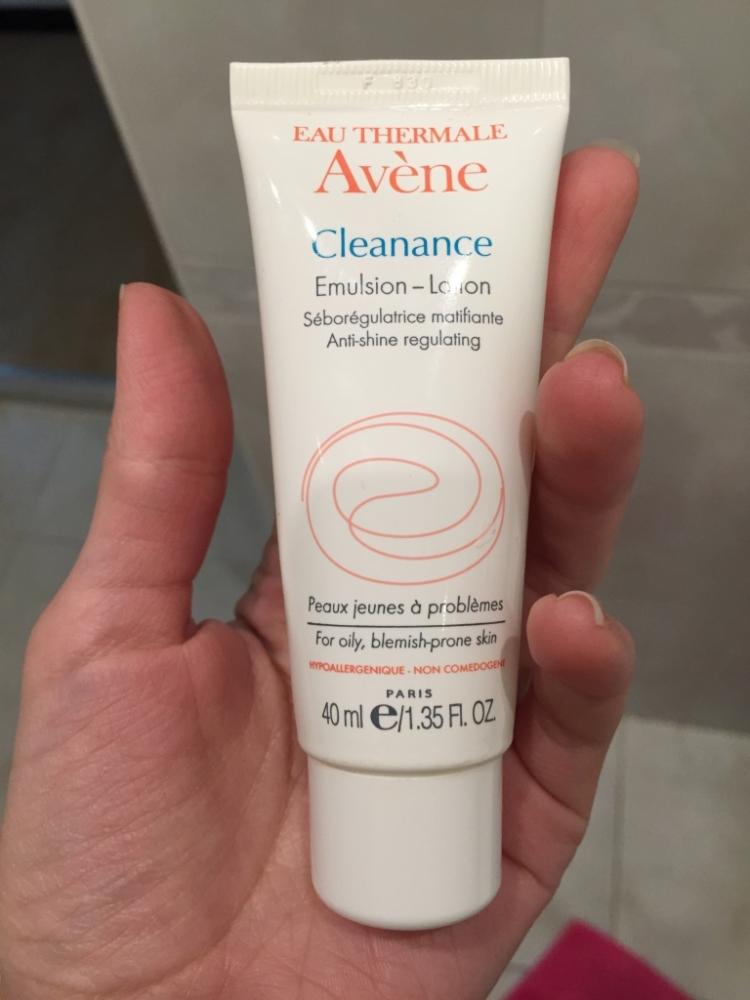 EAU THERMALE
Avène
Cleanance
Emulsion – Lotion
Séborégulatrice matifiante
Anti-shine regulating
Peaux jeunes à problèmes
For oily, blemish-prone skin
HYPOALLERGENIQUE - NON COMEDOGEN
PARIS
40 ml e/1.35 Fl. OZ.